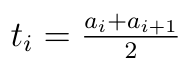 t_i = \frac{a_i + a_{i+1}}{2}